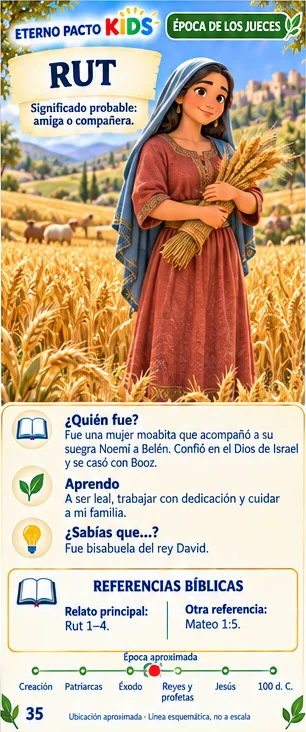 ETERNO PACTO KIDS
ÉPOCA DE LOS JUECES
RUT
Significado probable:
amiga o compañera.
¿Quién fue?
Fue una mujer moabita que acompañó a su
suegra Noemí a Belén. Confió en el Dios de Israel
y se casó con Booz.
Aprendo
A ser leal, trabajar con dedicación y cuidar
a mi familia.
¿Sabías que...?
Fue bisabuela del rey David.
REFERENCIAS BÍBLICAS
Relato principal:
Rut 1–4.
Otra referencia:
Mateo 1:5.
Época aproximada
Creación
Patriarcas
Éxodo
Reyes y
profetas
Jesús
100 d. C.
35
Ubicación aproximada · Línea esquemática, no a escala